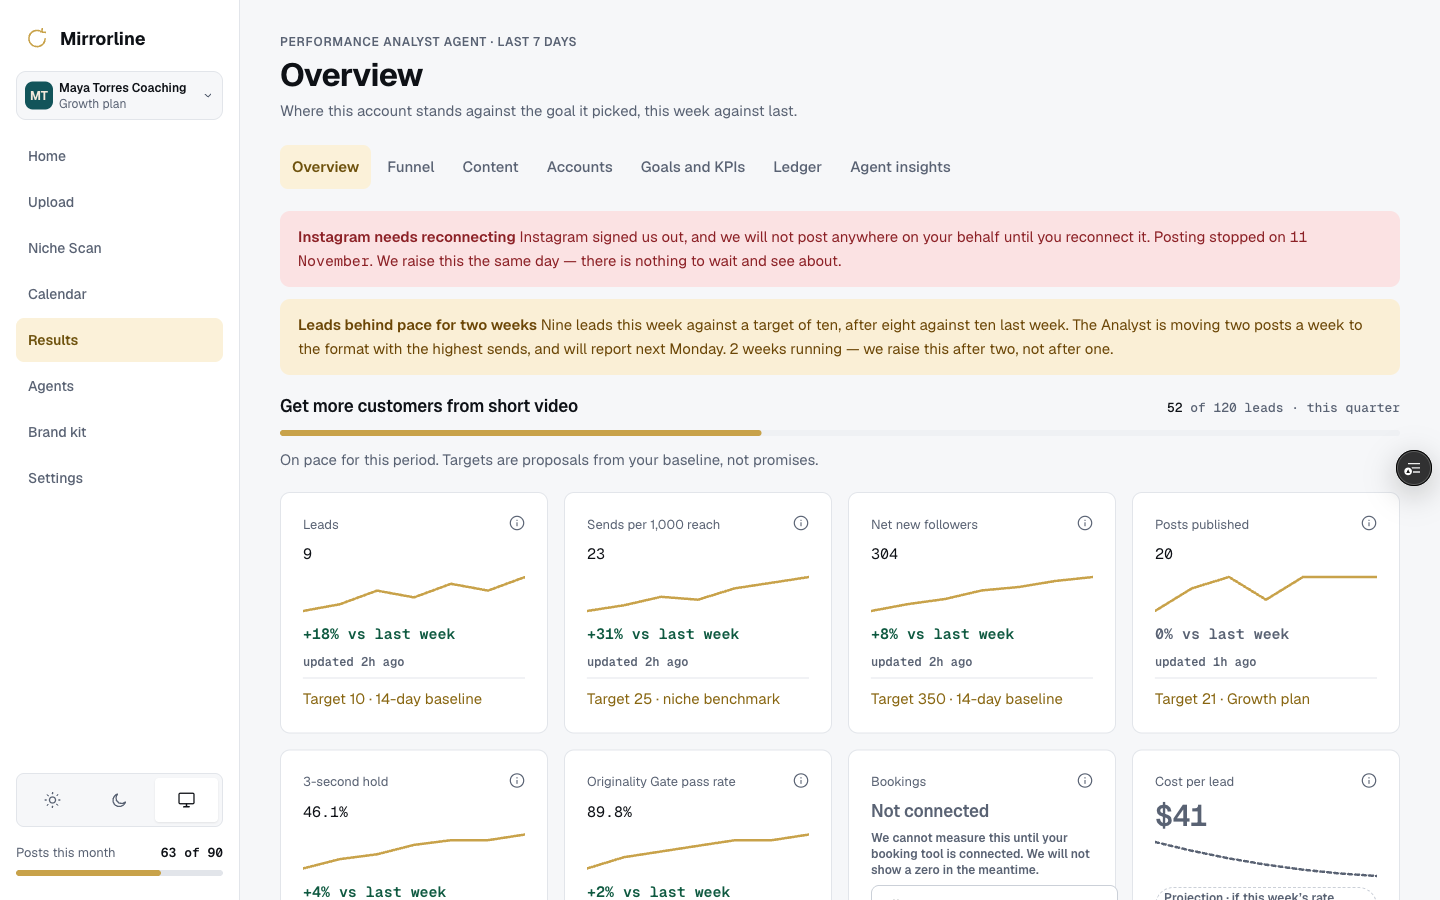 Mirrorline
MT
Maya Torres Coaching
Growth plan
Home
Upload
Niche Scan
Calendar
Results
Agents
Brand kit
Settings
Posts this month
63 of 90
PERFORMANCE ANALYST AGENT · LAST 7 DAYS
Overview
Where this account stands against the goal it picked, this week against last.
Overview
Funnel
Content
Accounts
Goals and KPIs
Ledger
Agent insights
Instagram needs reconnecting Instagram signed us out, and we will not post anywhere on your behalf until you reconnect it. Posting stopped on 11
November. We raise this the same day — there is nothing to wait and see about.
Leads behind pace for two weeks Nine leads this week against a target of ten, after eight against ten last week. The Analyst is moving two posts a week to
the format with the highest sends, and will report next Monday. 2 weeks running — we raise this after two, not after one.
Get more customers from short video
52 of 120 leads · this quarter
On pace for this period. Targets are proposals from your baseline, not promises.
Leads
9
+18% vs last week
updated 2h ago
Target 10 · 14-day baseline
Sends per 1,000 reach
23
+31% vs last week
updated 2h ago
Target 25 · niche benchmark
Net new followers
304
+8% vs last week
updated 2h ago
Target 350 · 14-day baseline
Posts published
20
0% vs last week
updated 1h ago
Target 21 · Growth plan
3-second hold
46.1%
+4% vs last week
Originality Gate pass rate
89.8%
+2% vs last week
Bookings
Not connected
We cannot measure this until your
booking tool is connected. We will not
show a zero in the meantime.
Cost per lead
$41
Projection · if this week's rate